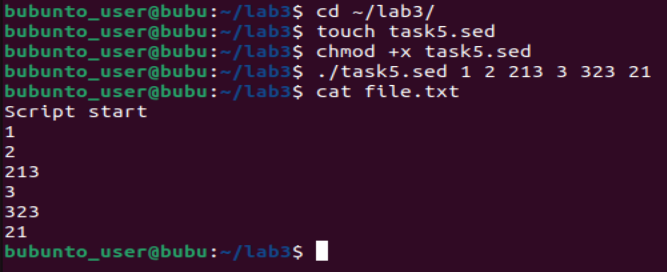 bubunto_user@bubu:~/lab3$ cd ~/lab3/
bubunto_user@bubu:~/lab3$ touch task5.sed
bubunto_user@bubu:~/lab3$ chmod +x task5.sed
bubunto_user@bubu:~/lab3$ ./task5.sed 1 2 213 3 323 21
bubunto_user@bubu:~/lab3$ cat file.txt
Script start
1
2
213
3
323
21
bubunto_user@bubu:~/lab3$